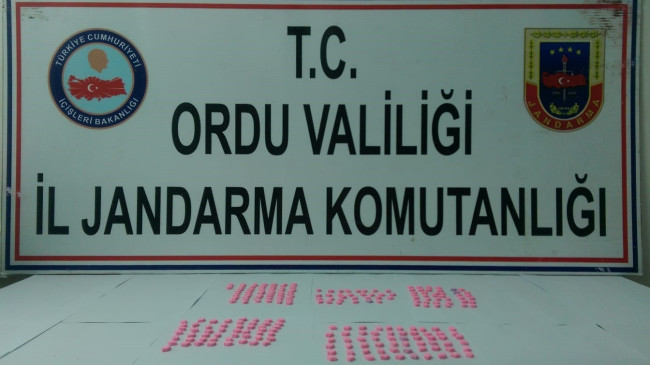 T.C.
ORDU VALİLİĞİ
İL JANDARMA KOMUTANLIĞI
TÜRKİYE CUMHURİYETİ
İÇİŞLERİ BAKANLIĞI
JANDARMA